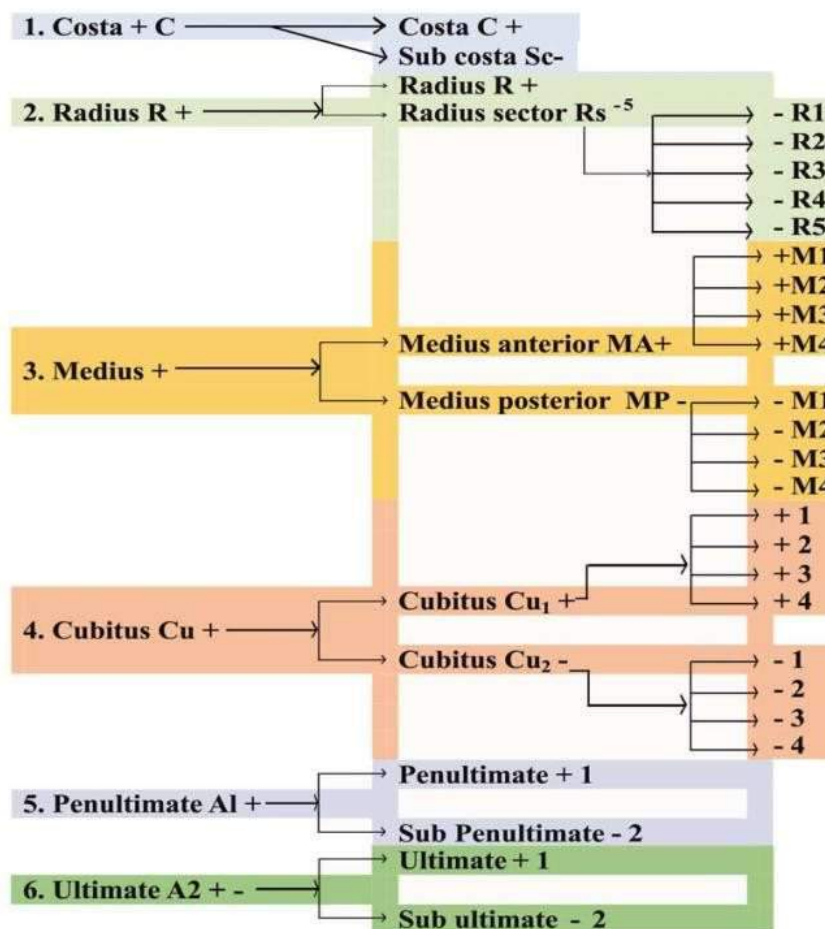 1. Costa + C
Costa C +
Sub costa Sc-
2. Radius R +
Radius R +
Radius sector Rs -5
- R1
- R2
- R3
- R4
- R5
3. Medius +
Medius anterior MA+
+M1
+M2
+M3
+M4
Medius posterior MP -
- M1
- M2
- M3
- M4
4. Cubitus Cu +
Cubitus Cu₁ +
+ 1
+ 2
+ 3
+ 4
Cubitus Cu₂ -
- 1
- 2
- 3
- 4
5. Penultimate Al +
Penultimate + 1
Sub Penultimate - 2
6. Ultimate A2 + -
Ultimate + 1
Sub ultimate - 2